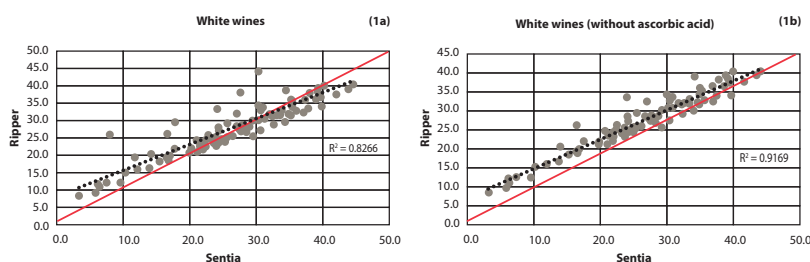 White wines
(1a)
50.0
45.0
40.0
35.0
30.0
25.0
20.0
15.0
10.0
5.0
0.0
Ripper
R² = 0.8266
0.0 10.0 20.0 30.0 40.0 50.0
Sentia
White wines (without ascorbic acid)
(1b)
45.0
40.0
35.0
30.0
25.0
20.0
15.0
10.0
5.0
0.0
Ripper
R² = 0.9169
0.0 10.0 20.0 30.0 40.0 50.0
Sentia